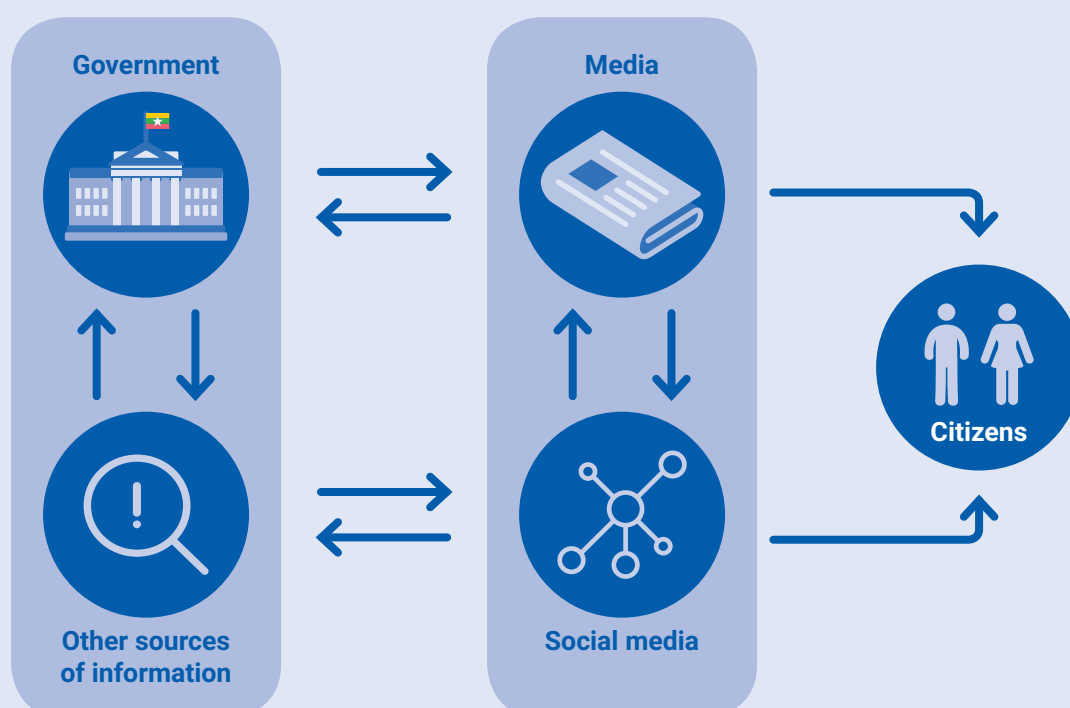 Government
Media
Citizens
Other sources
of information
Social media